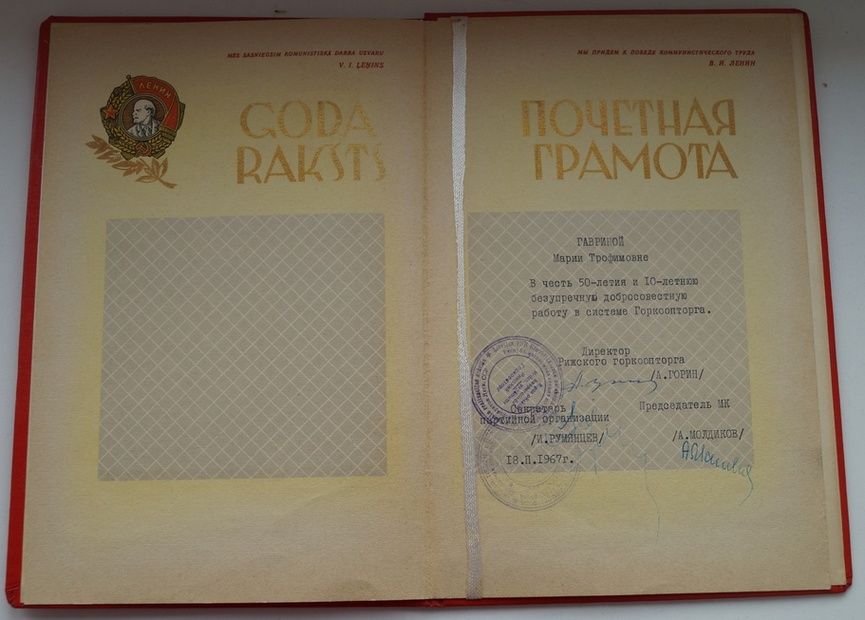 MĒS SASNIEGSIM KOMUNISTISKĀ DARBA UZVARU
V. I. ĻEŅINS
ЛЕНИН
GODA
RAKSTS
МЫ ПРИДЕМ К ПОБЕДЕ КОММУНИСТИЧЕСКОГО ТРУДА
В. И. ЛЕНИН
ПОЧЕТНАЯ
ГРАМОТА
ГАВРИНОЙ
Марии Трофимовне
В честь 50-летия и 10-летнюю
безупречную добросовестную
работу в системе Горкоопторга.
Директор
Рижского горкоопторга
/А.ГОРИН/
Секретарь
партийной организации
/И.РУМЯНЦЕВ/
Председатель МК
/А.МОЛДИКОВ/
18.П.1967г.